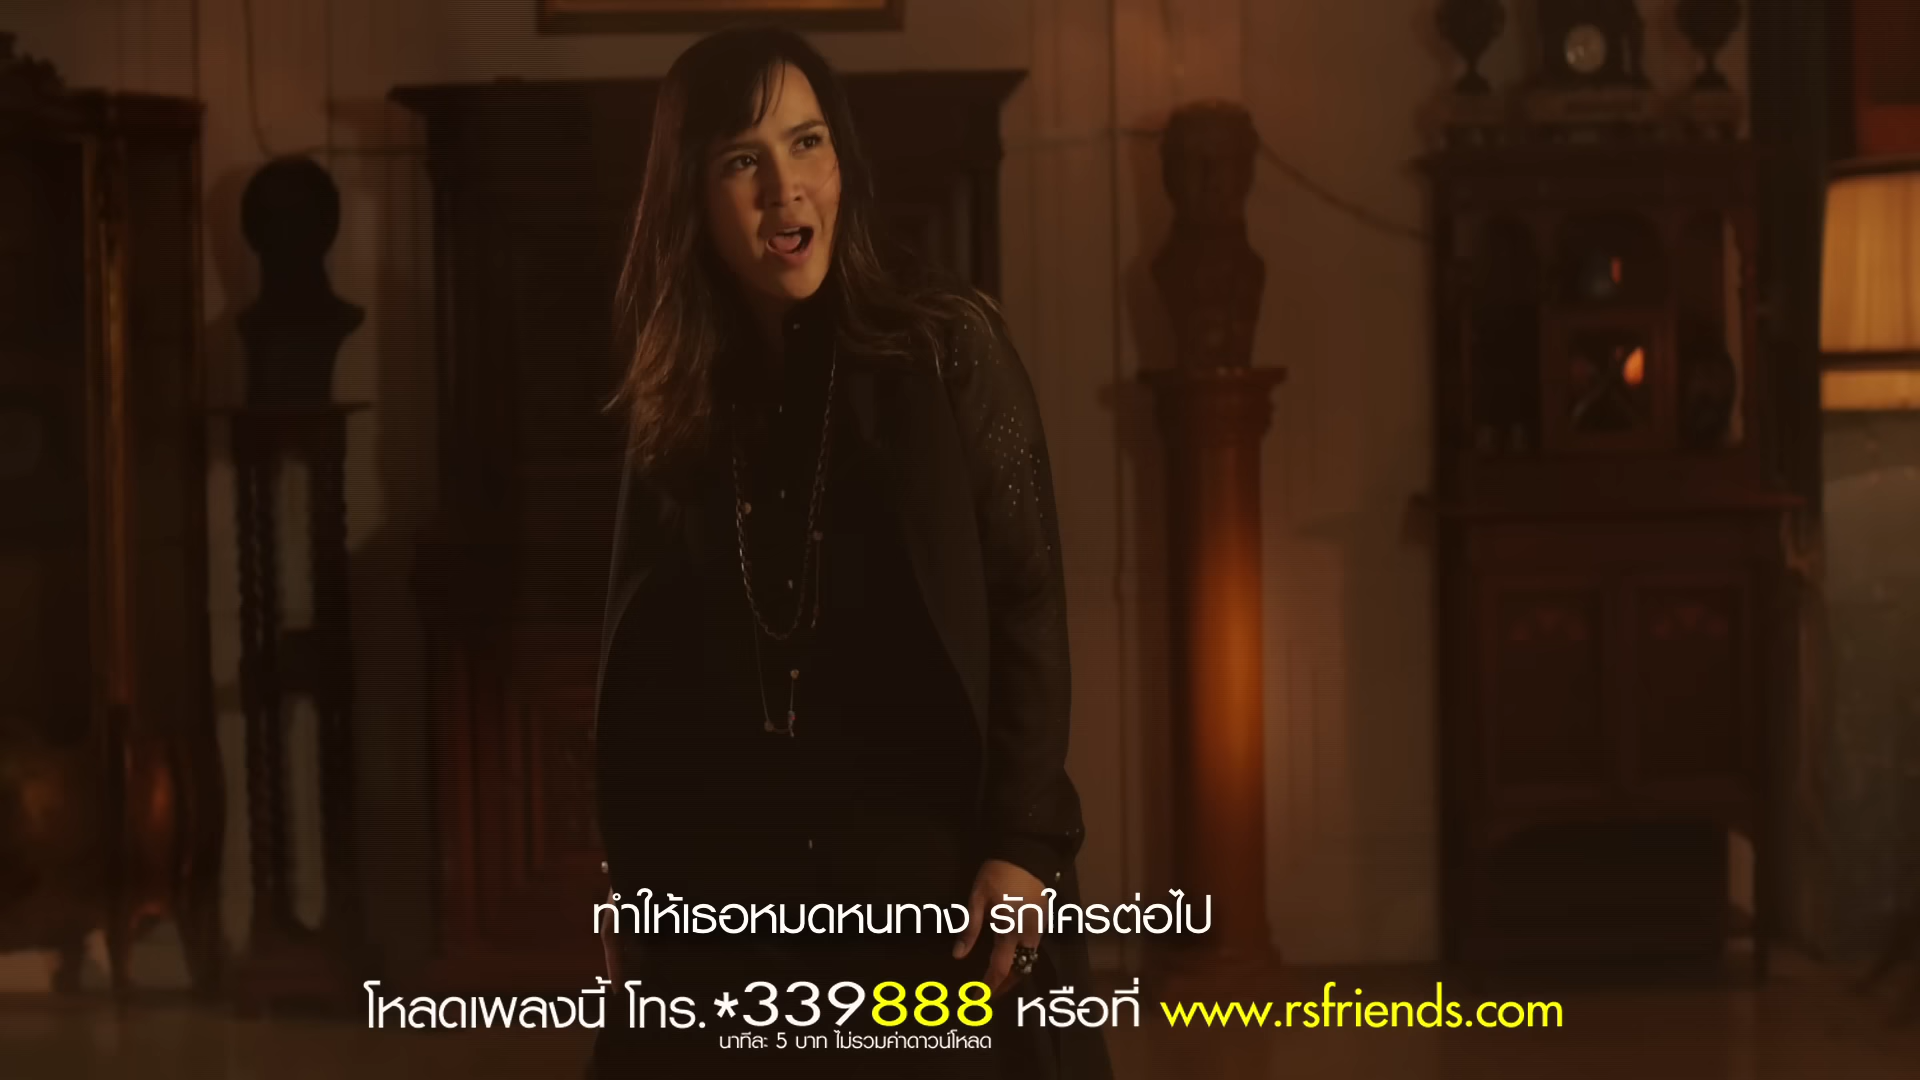 ทำให้เธอหมดหนทาง รักใครต่อไป
โหลดเพลงนี้ โทร.*339888 หรือที่ www.rsfriends.com
นาทีละ 5 บาท ไม่รวมค่าดาวน์โหลด